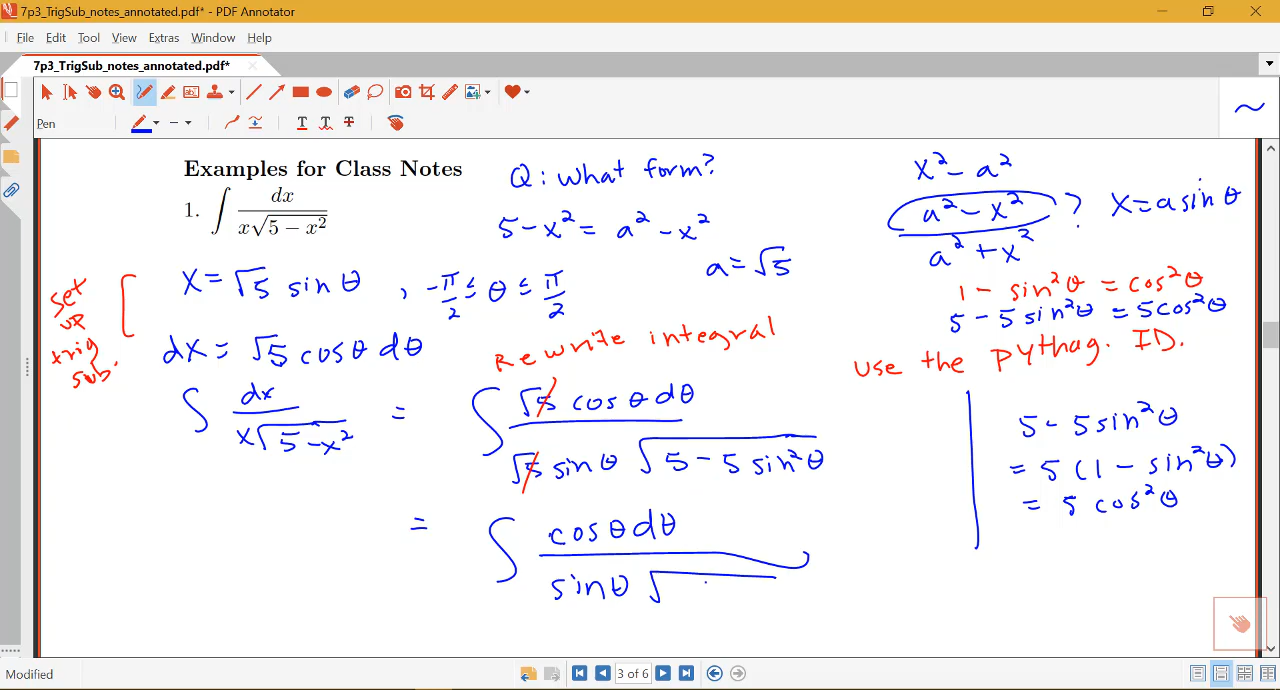 7p3_TrigSub_notes_annotated.pdf* - PDF Annotator
File Edit Tool View Extras Window Help
7p3_TrigSub_notes_annotated.pdf*
Pen
Examples for Class Notes
1. ∫ dx / x√(5 − x²)
Q: What form?
5 - x² = a² - x²
a = √5
x² - a²
a² - x² ? x = a sin θ
a² + x²
set up trig sub.
x = √5 sin θ, -π/2 ≤ θ ≤ π/2
1 - sin²θ = cos²θ
5 - 5 sin²θ = 5cos²θ
dx = √5 cos θ dθ
Rewrite integral
Use the Pythag. ID.
∫ dx / x√(5-x²) = ∫ √5 cos θ dθ / √5 sin θ √(5 - 5 sin²θ)
5 - 5 sin²θ
= 5 (1 - sin²θ)
= 5 cos²θ
= ∫ cos θ dθ / sin θ √
Modified
3 of 6